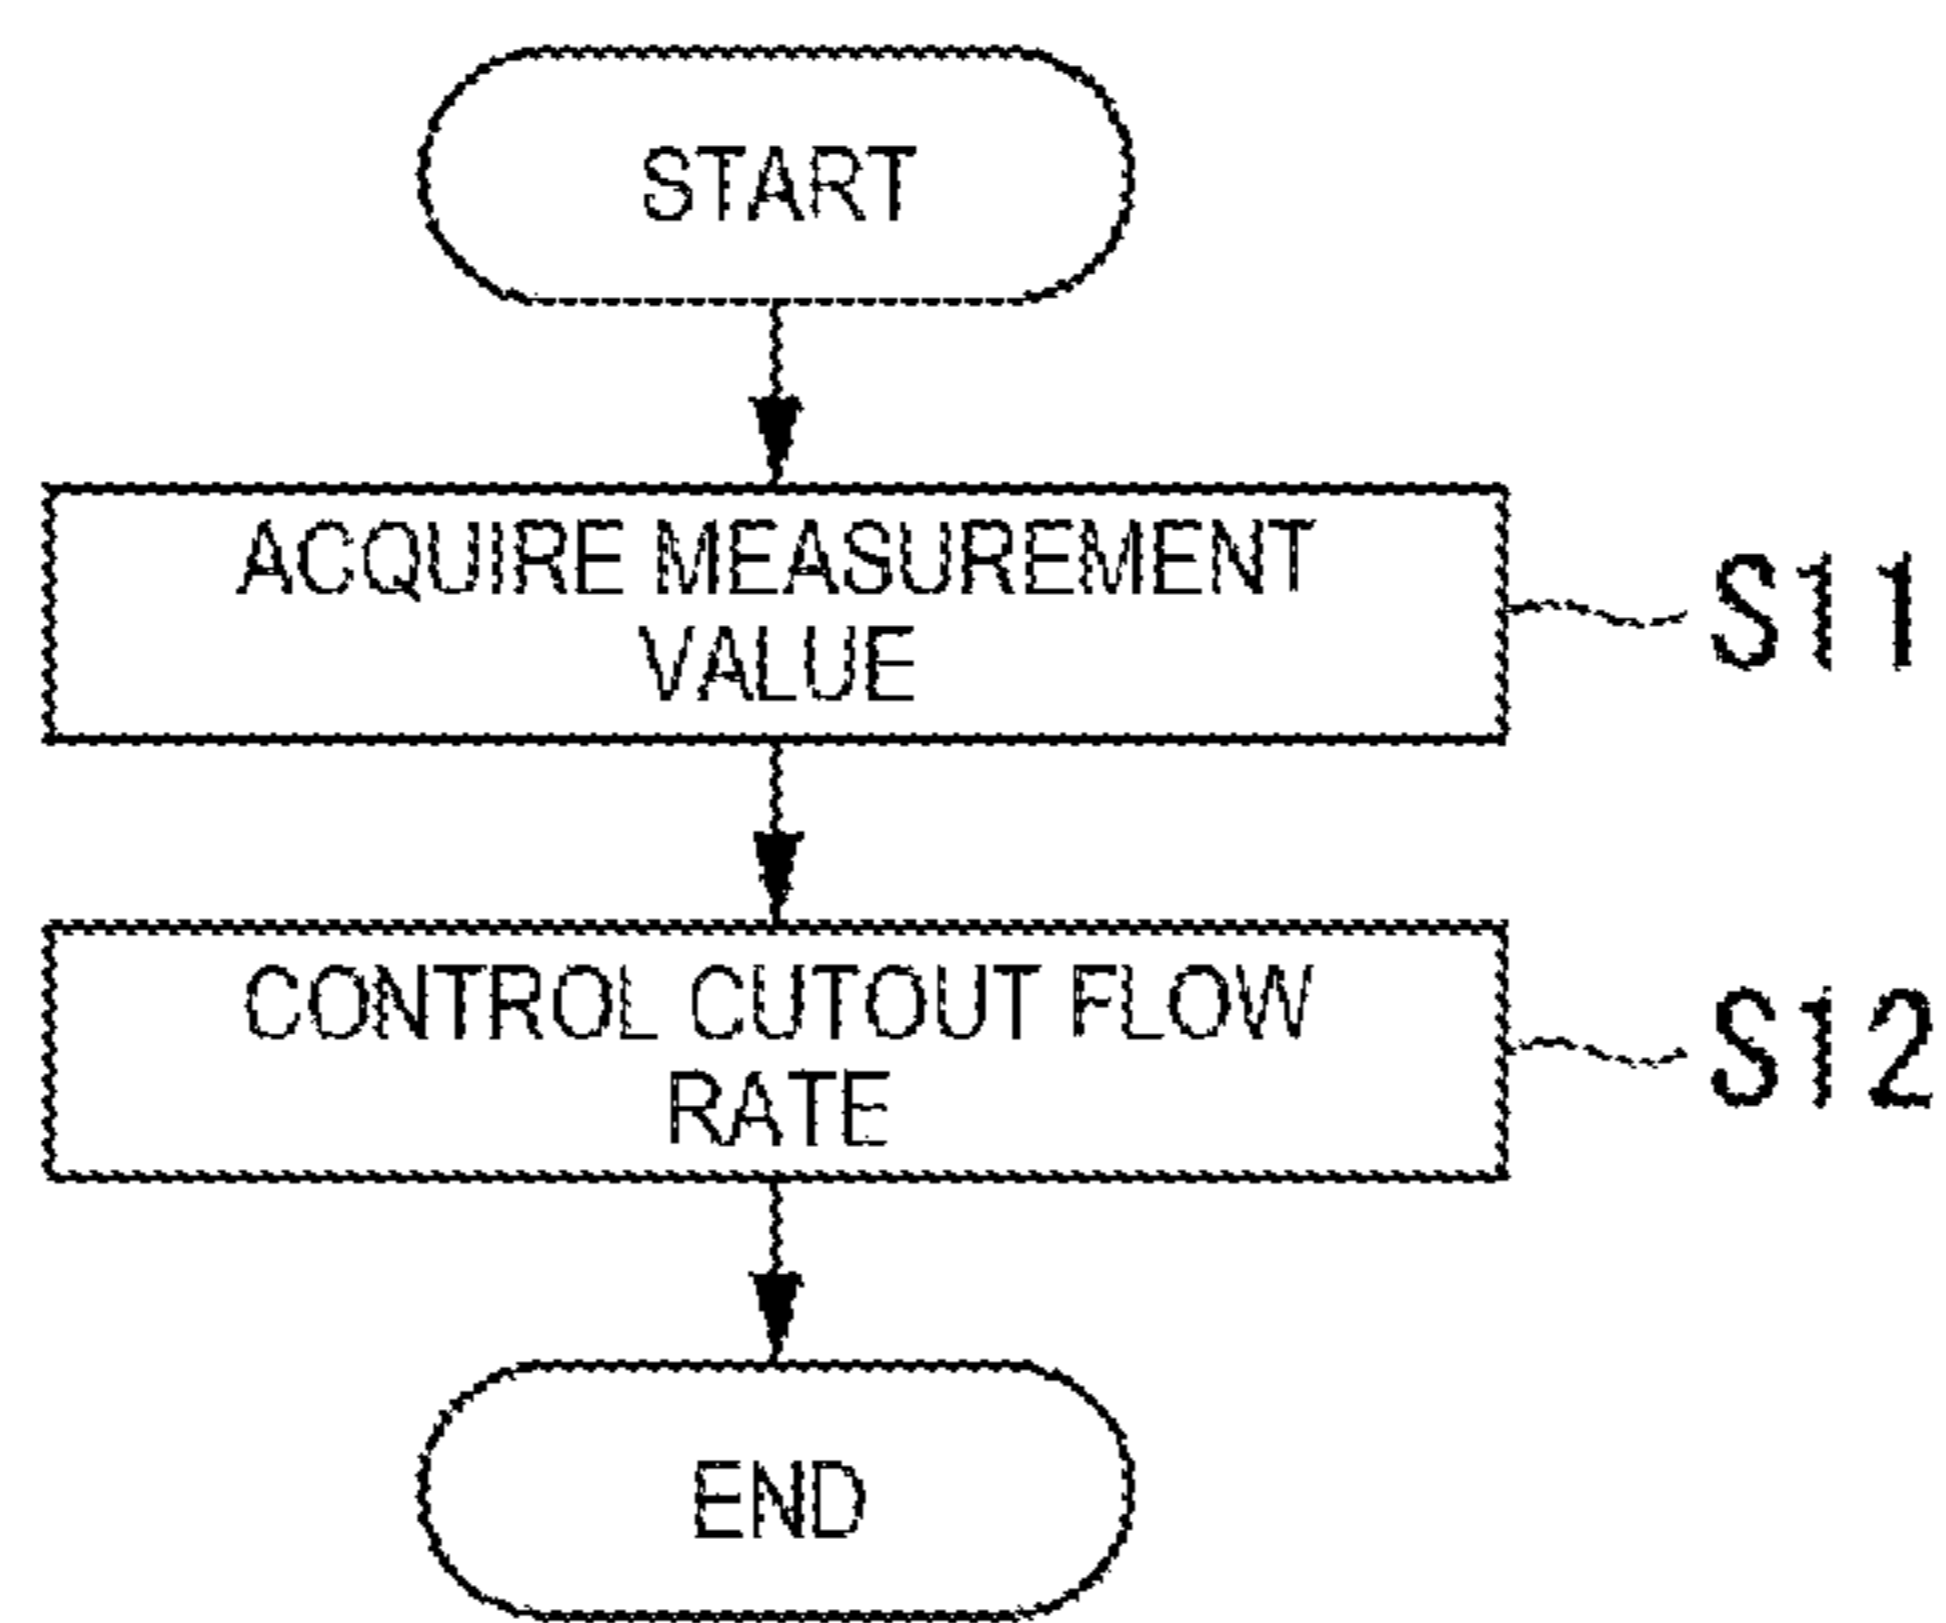 START
ACQUIRE MEASUREMENT
VALUE
S11
CONTROL CUTOUT FLOW
RATE
S12
END